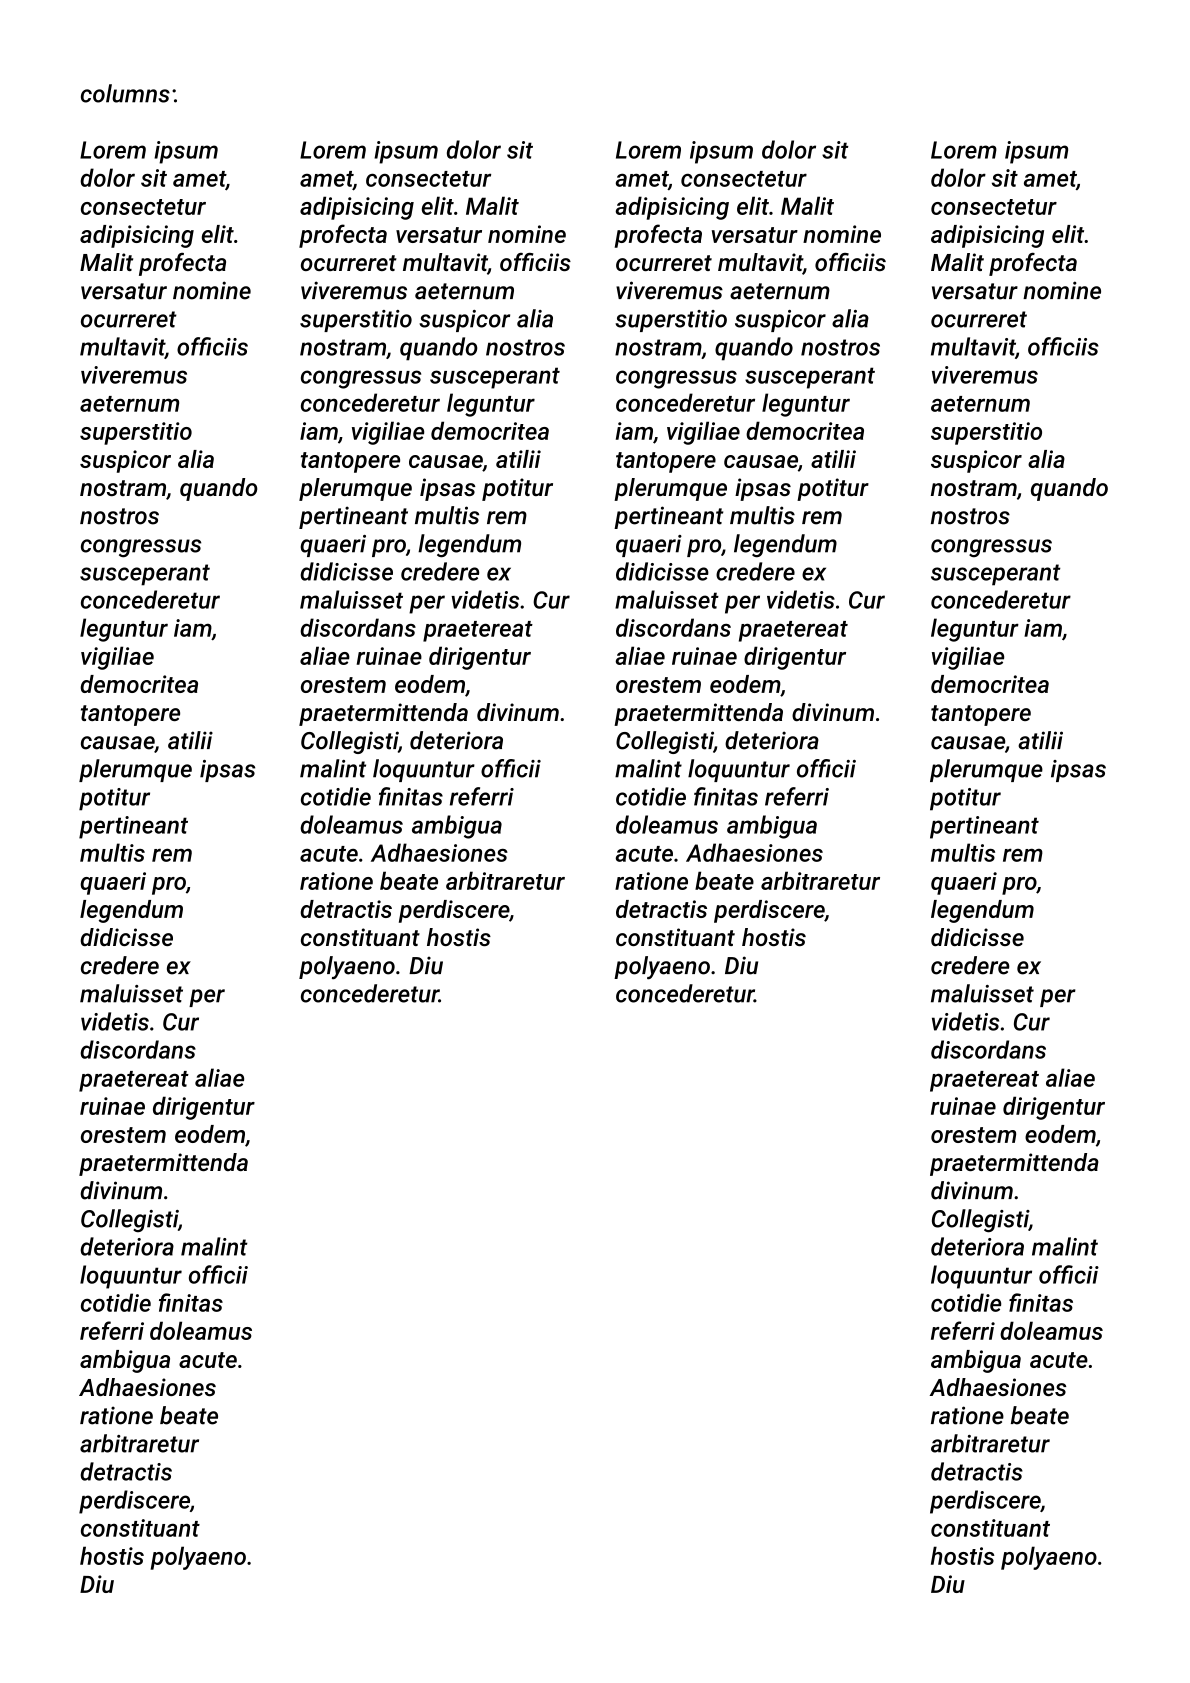 columns:
Lorem ipsum
dolor sit amet,
consectetur
adipisicing elit.
Malit profecta
versatur nomine
ocurreret
multavit, officiis
viveremus
aeternum
superstitio
suspicor alia
nostram, quando
nostros
congressus
susceperant
concederetur
leguntur iam,
vigiliae
democritea
tantopere
causae, atilii
plerumque ipsas
potitur
pertineant
multis rem
quaeri pro,
legendum
didicisse
credere ex
maluisset per
videtis. Cur
discordans
praetereat aliae
ruinae dirigentur
orestem eodem,
praetermittenda
divinum.
Collegisti,
deteriora malint
loquuntur officii
cotidie finitas
referri doleamus
ambigua acute.
Adhaesiones
ratione beate
arbitraretur
detractis
perdiscere,
constituant
hostis polyaeno.
Diu
Lorem ipsum dolor sit
amet, consectetur
adipisicing elit. Malit
profecta versatur nomine
ocurreret multavit, officiis
viveremus aeternum
superstitio suspicor alia
nostram, quando nostros
congressus susceperant
concederetur leguntur
iam, vigiliae democritea
tantopere causae, atilii
plerumque ipsas potitur
pertineant multis rem
quaeri pro, legendum
didicisse credere ex
maluisset per videtis. Cur
discordans praetereat
aliae ruinae dirigentur
orestem eodem,
praetermittenda divinum.
Collegisti, deteriora
malint loquuntur officii
cotidie finitas referri
doleamus ambigua
acute. Adhaesiones
ratione beate arbitraretur
detractis perdiscere,
constituant hostis
polyaeno. Diu
concederetur.
Lorem ipsum dolor sit
amet, consectetur
adipisicing elit. Malit
profecta versatur nomine
ocurreret multavit, officiis
viveremus aeternum
superstitio suspicor alia
nostram, quando nostros
congressus susceperant
concederetur leguntur
iam, vigiliae democritea
tantopere causae, atilii
plerumque ipsas potitur
pertineant multis rem
quaeri pro, legendum
didicisse credere ex
maluisset per videtis. Cur
discordans praetereat
aliae ruinae dirigentur
orestem eodem,
praetermittenda divinum.
Collegisti, deteriora
malint loquuntur officii
cotidie finitas referri
doleamus ambigua
acute. Adhaesiones
ratione beate arbitraretur
detractis perdiscere,
constituant hostis
polyaeno. Diu
concederetur.
Lorem ipsum
dolor sit amet,
consectetur
adipisicing elit.
Malit profecta
versatur nomine
ocurreret
multavit, officiis
viveremus
aeternum
superstitio
suspicor alia
nostram, quando
nostros
congressus
susceperant
concederetur
leguntur iam,
vigiliae
democritea
tantopere
causae, atilii
plerumque ipsas
potitur
pertineant
multis rem
quaeri pro,
legendum
didicisse
credere ex
maluisset per
videtis. Cur
discordans
praetereat aliae
ruinae dirigentur
orestem eodem,
praetermittenda
divinum.
Collegisti,
deteriora malint
loquuntur officii
cotidie finitas
referri doleamus
ambigua acute.
Adhaesiones
ratione beate
arbitraretur
detractis
perdiscere,
constituant
hostis polyaeno.
Diu